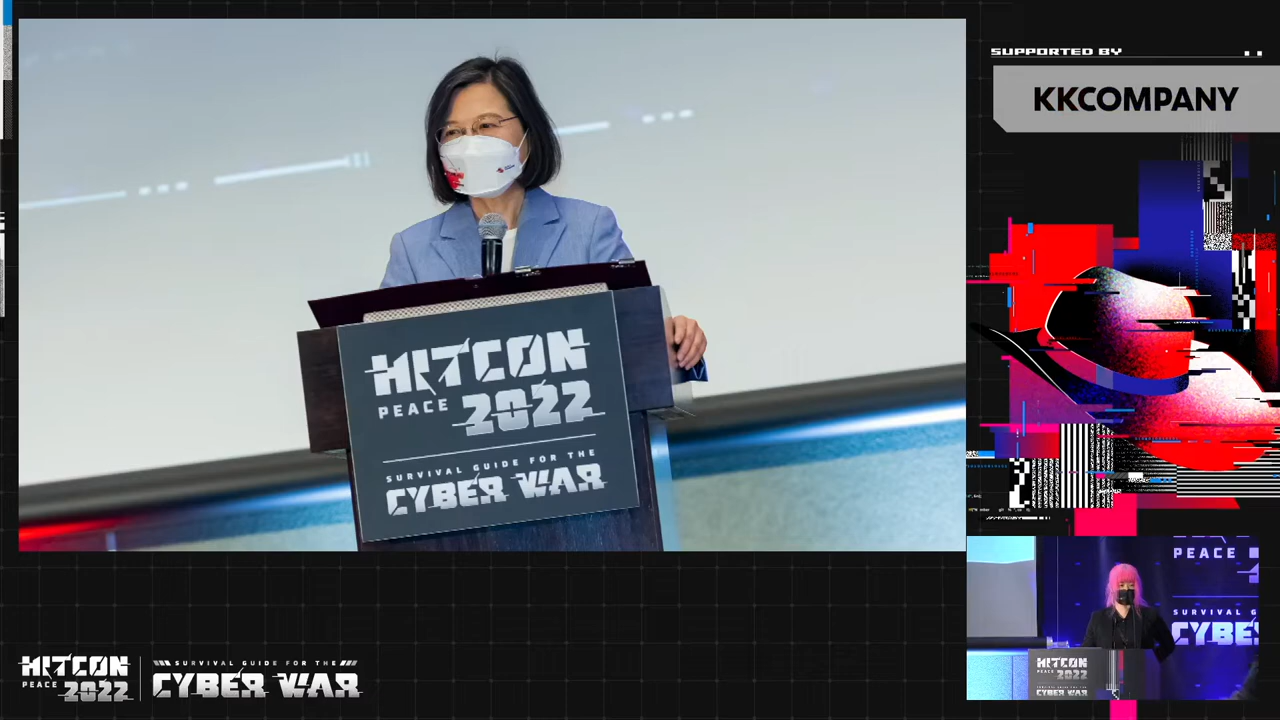 SUPPORTED BY
KKCOMPANY
HITCON
PEACE 2022
SURVIVAL GUIDE FOR THE
CYBER WAR
PEACE
SURVIVAL G
CYBE
HITCON
PEACE 2022
CYBER WAR
HITCON
PEACE 2022
SURVIVAL GUIDE FOR THE
CYBER WAR